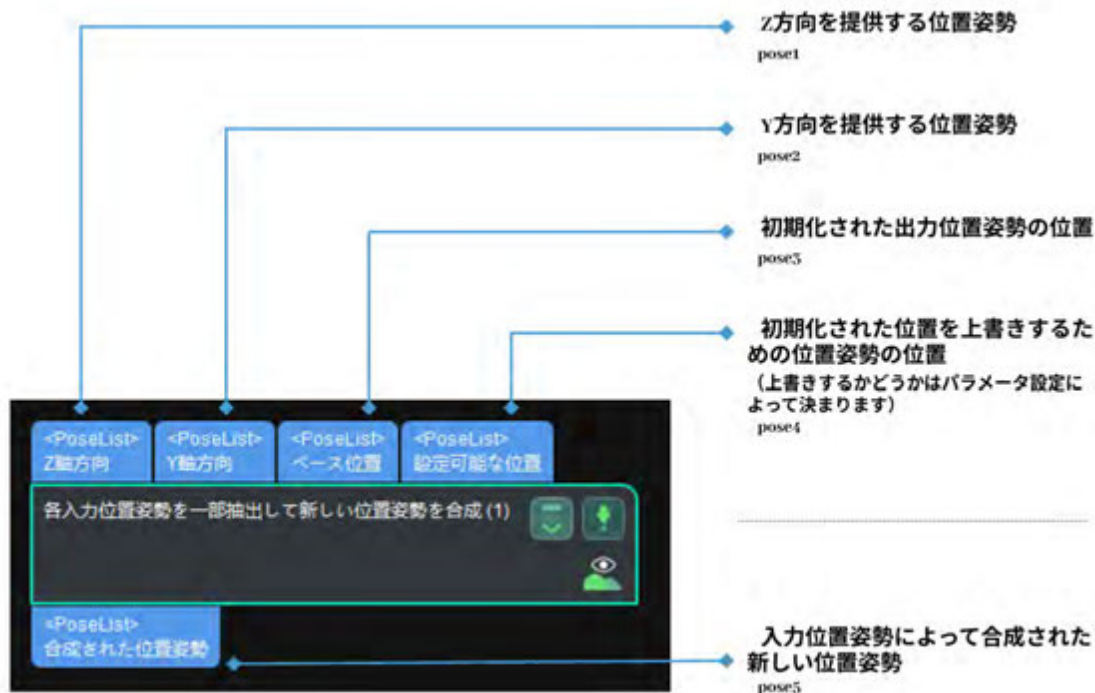 Z方向を提供する位置姿勢
pose1
Y方向を提供する位置姿勢
pose2
初期化された出力位置姿勢の位置
pose3
初期化された位置を上書きするた
めの位置姿勢の位置
（上書きするかどうかはパラメータ設定に
よって決まります）
pose4
<PoseList>
Z軸方向
<PoseList>
Y軸方向
<PoseList>
ベース位置
<PoseList>
設定可能な位置
各入力位置姿勢を一部抽出して新しい位置姿勢を合成 (1)
<PoseList>
合成された位置姿勢
入力位置姿勢によって合成された
新しい位置姿勢
pose5